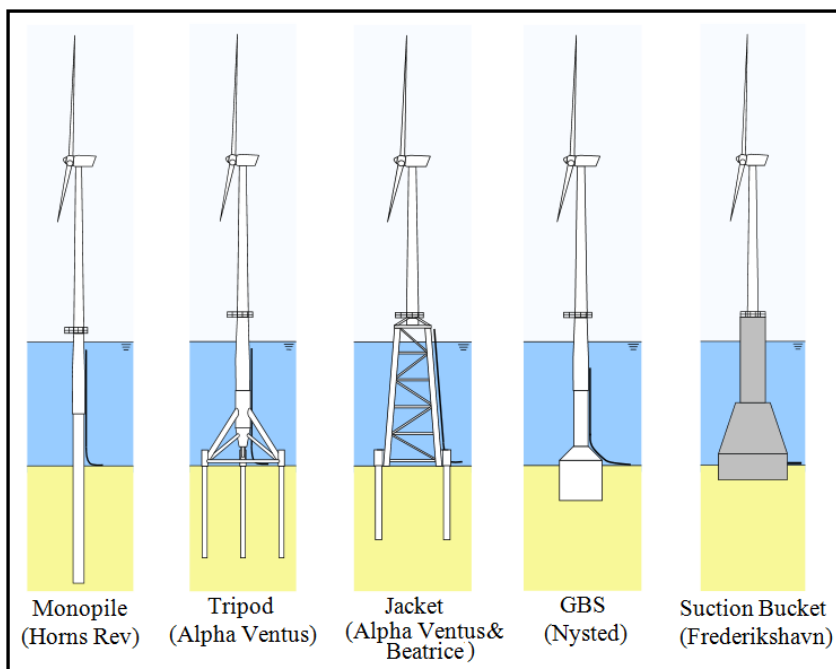 Monopile
(Horns Rev)
Tripod
(Alpha Ventus)
Jacket
(Alpha Ventus&
Beatrice)
GBS
(Nysted)
Suction Bucket
(Frederikshavn)